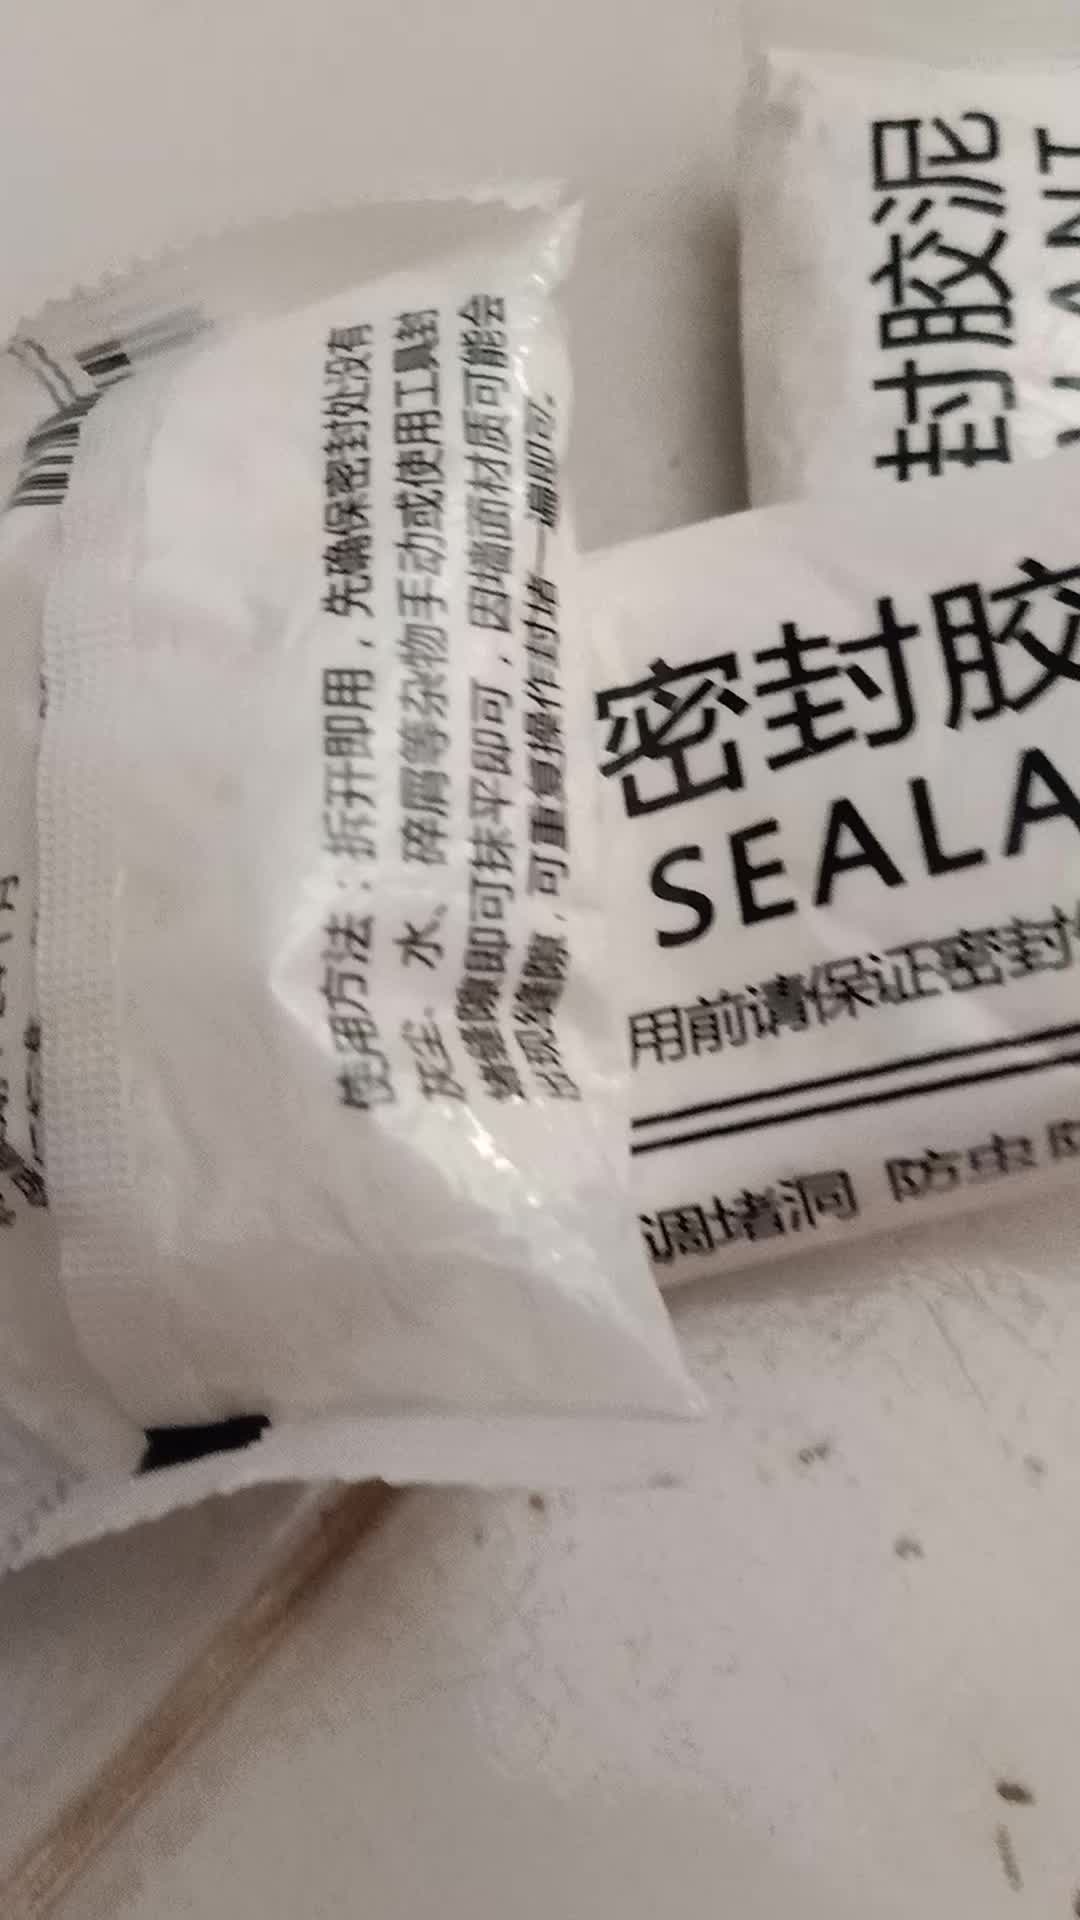 使用方法：拆开即用，先确保密封处没有
灰尘、水、碎屑等杂物手动或使用工具封
堵缝隙即可抹平即可，因墙面材质可能会
出现缝隙，可重复操作封堵一遍即可。
封胶泥
密封胶
SEALA
用前请保证密封
调堵洞 防虫